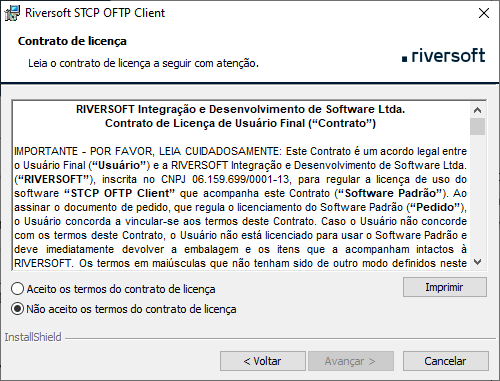 Riversoft STCP OFTP Client
Contrato de licença
Leia o contrato de licença a seguir com atenção.
riversoft
RIVERSOFT Integração e Desenvolvimento de Software Ltda.
Contrato de Licença de Usuário Final (“Contrato”)
IMPORTANTE - POR FAVOR, LEIA CUIDADOSAMENTE: Este Contrato é um acordo legal entre
o Usuário Final (“Usuário”) e a RIVERSOFT Integração e Desenvolvimento de Software Ltda.
(“RIVERSOFT”), inscrita no CNPJ 06.159.699/0001-13, para regular a licença de uso do
software “STCP OFTP Client” que acompanha este Contrato (“Software Padrão”). Ao
assinar o documento de pedido, que regula o licenciamento do Software Padrão (“Pedido”),
o Usuário concorda a vincular-se aos termos deste Contrato. Caso o Usuário não concorde
com os termos deste Contrato, o Usuário não está licenciado para usar o Software Padrão e
deve imediatamente devolver a embalagem e os itens que a acompanham intactos à
RIVERSOFT. Os termos em maiúsculas que não tenham sido de outro modo definidos neste
Aceito os termos do contrato de licença
Imprimir
Não aceito os termos do contrato de licença
InstallShield
< Voltar
Avançar >
Cancelar